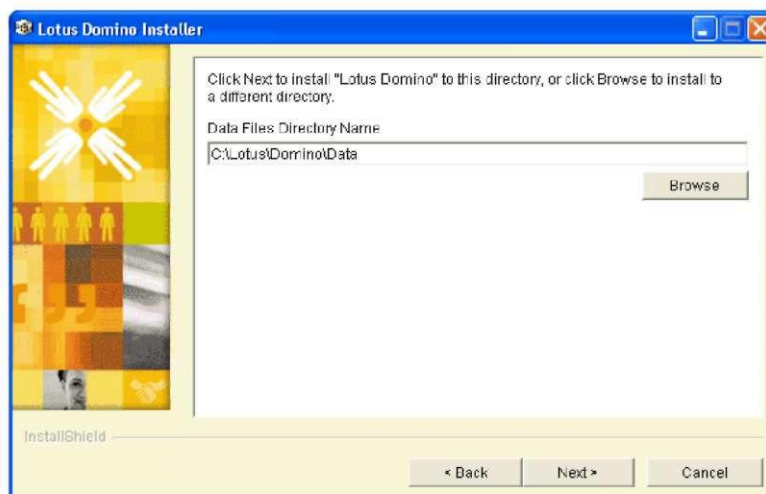 Lotus Domino Installer
Click Next to install "Lotus Domino" to this directory, or click Browse to install to
a different directory.
Data Files Directory Name
C:\Lotus\Domino\Data
Browse
InstallShield
< Back
Next >
Cancel